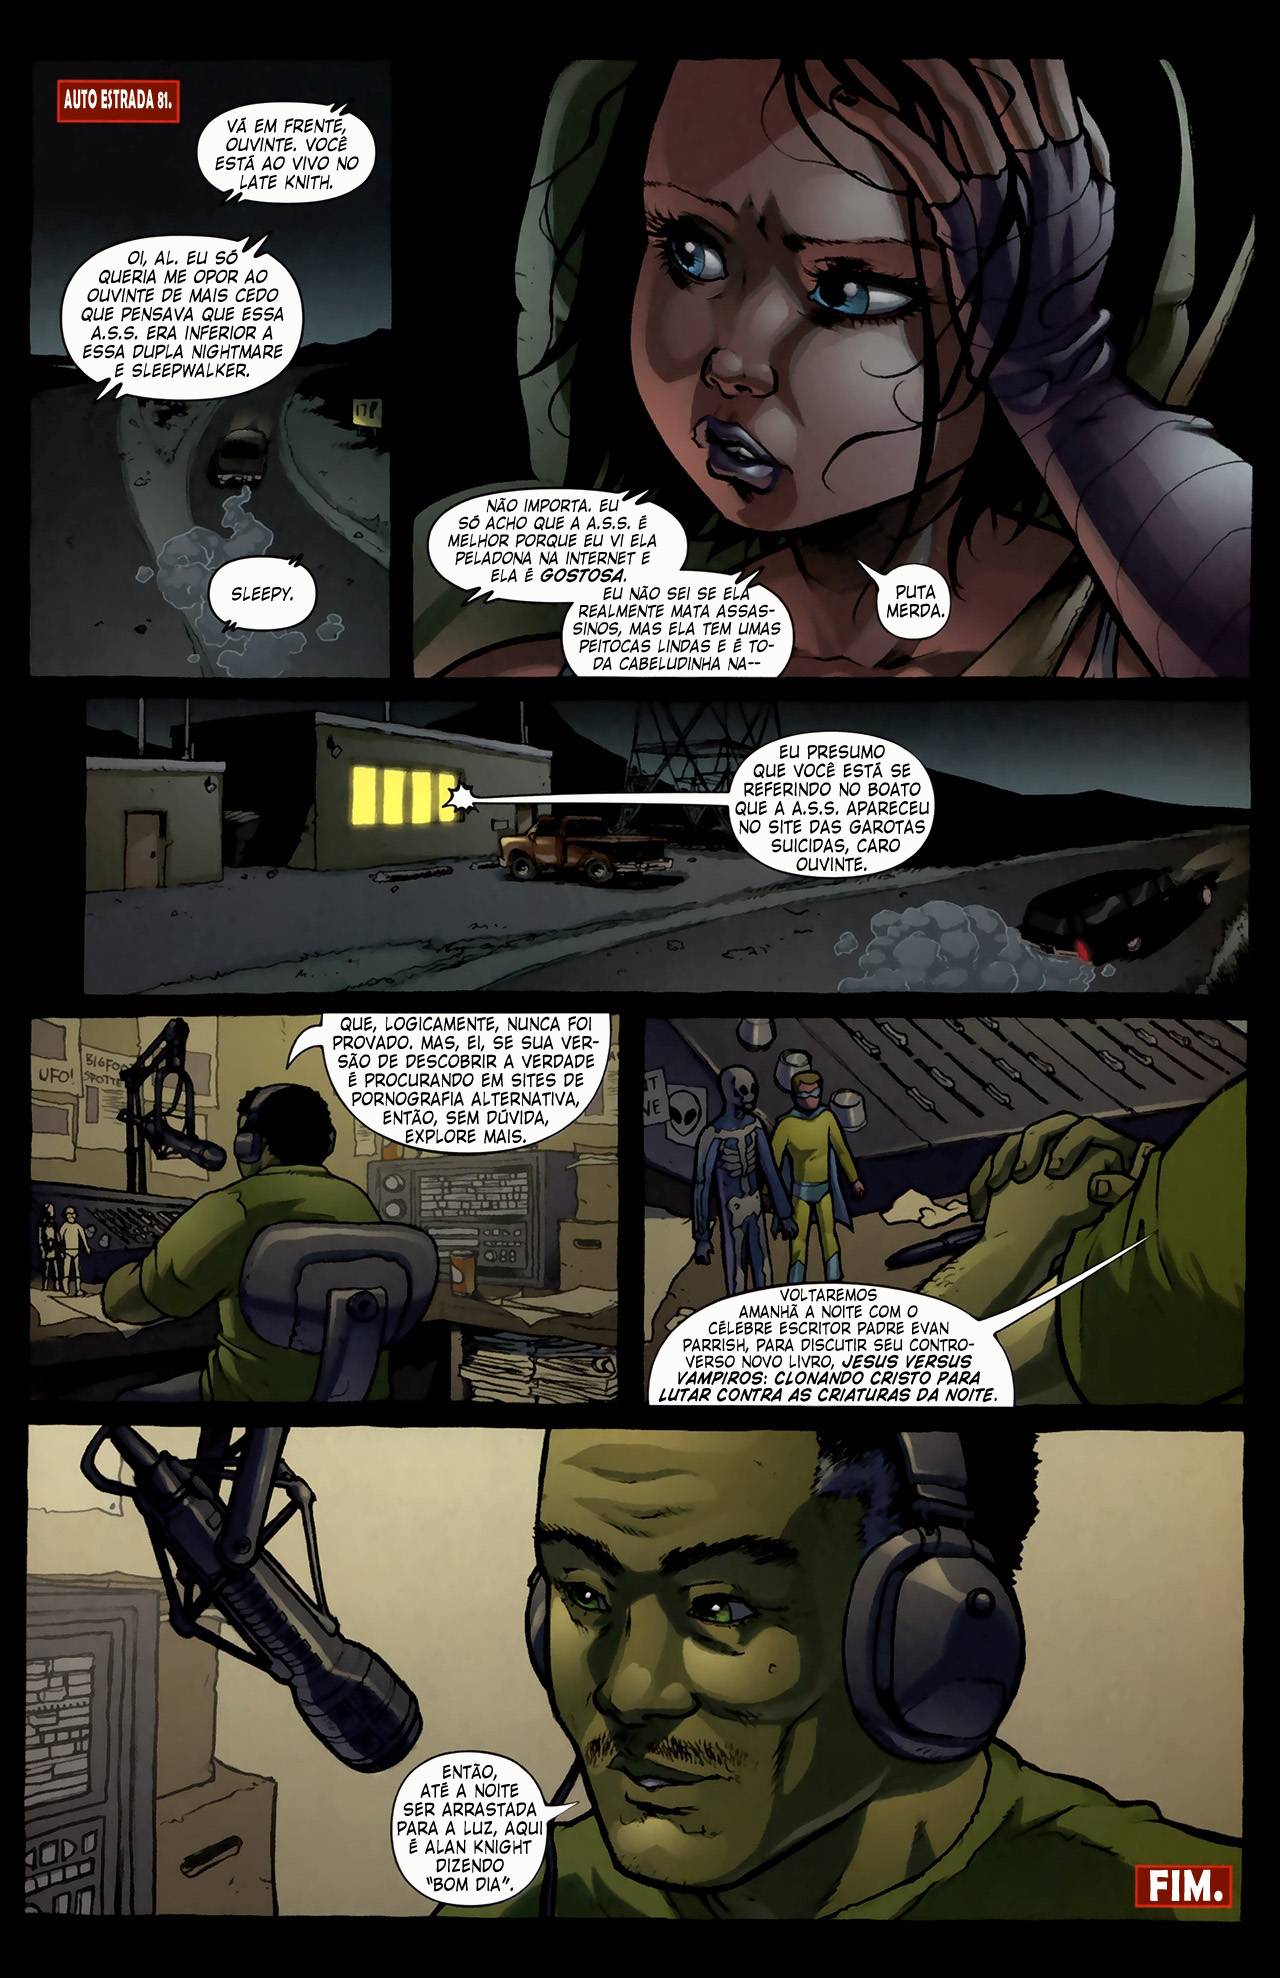 AUTO ESTRADA 81.
VÁ EM FRENTE,
OUVINTE. VOCÊ
ESTÁ AO VIVO NO
LATE KNITH.
OI, AL. EU SÓ
QUERIA ME OPOR AO
OUVINTE DE MAIS CEDO
QUE PENSAVA QUE ESSA
A.S.S. ERA INFERIOR A
ESSA DUPLA NIGHTMARE
E SLEEPWALKER.
178
SLEEPY.
NÃO IMPORTA. EU
SÓ ACHO QUE A A.S.S. É
MELHOR PORQUE EU VI ELA
PELADONA NA INTERNET E
ELA É GOSTOSA.
EU NÃO SEI SE ELA
REALMENTE MATA ASSAS-
SINOS, MAS ELA TEM UMAS
PEITOCAS LINDAS E É TO-
DA CABELUDINHA NA--
PUTA
MERDA.
EU PRESUMO
QUE VOCÊ ESTÁ SE
REFERINDO NO BOATO
QUE A A.S.S. APARECEU
NO SITE DAS GAROTAS
SUICIDAS, CARO
OUVINTE.
QUE, LOGICAMENTE, NUNCA FOI
PROVADO. MAS, EI, SE SUA VER-
SÃO DE DESCOBRIR A VERDADE
É PROCURANDO EM SITES DE
PORNOGRAFIA ALTERNATIVA,
ENTÃO, SEM DÚVIDA,
EXPLORE MAIS.
UFO!
BIGFOO
SPOTTE
VOLTAREMOS
AMANHÃ A NOITE COM O
CÉLEBRE ESCRITOR PADRE EVAN
PARRISH, PARA DISCUTIR SEU CONTRO-
VERSO NOVO LIVRO, JESUS VERSUS
VAMPIROS: CLONANDO CRISTO PARA
LUTAR CONTRA AS CRIATURAS DA NOITE.
ENTÃO,
ATÉ A NOITE
SER ARRASTADA
PARA A LUZ, AQUI
É ALAN KNIGHT
DIZENDO
"BOM DIA".
FIM.